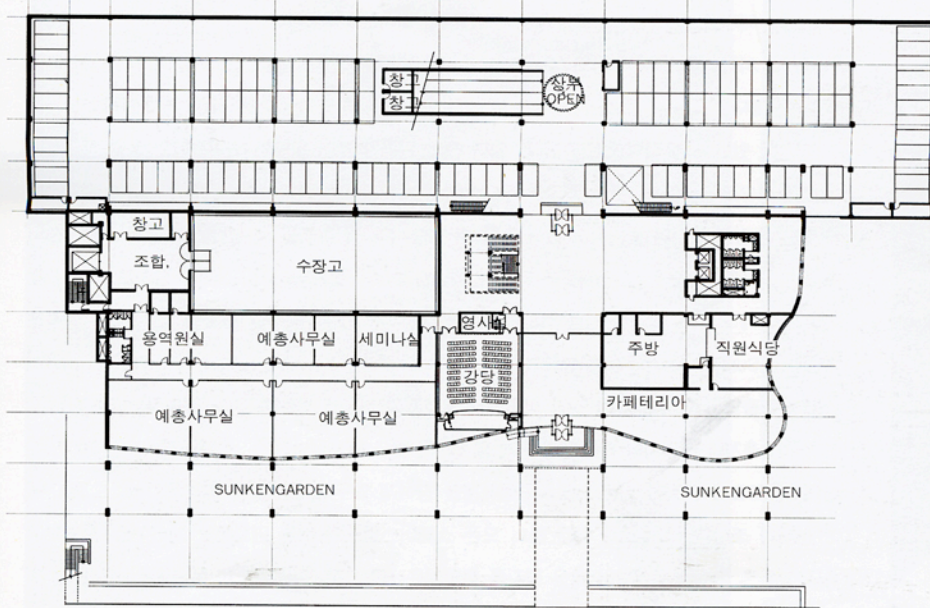 창고
창고
상부
OPEN
창고
조합.
수장고
영사실
용역원실
예총사무실
세미나실
주방
직원식당
강당
카페테리아
예총사무실
예총사무실
SUNKENGARDEN
SUNKENGARDEN